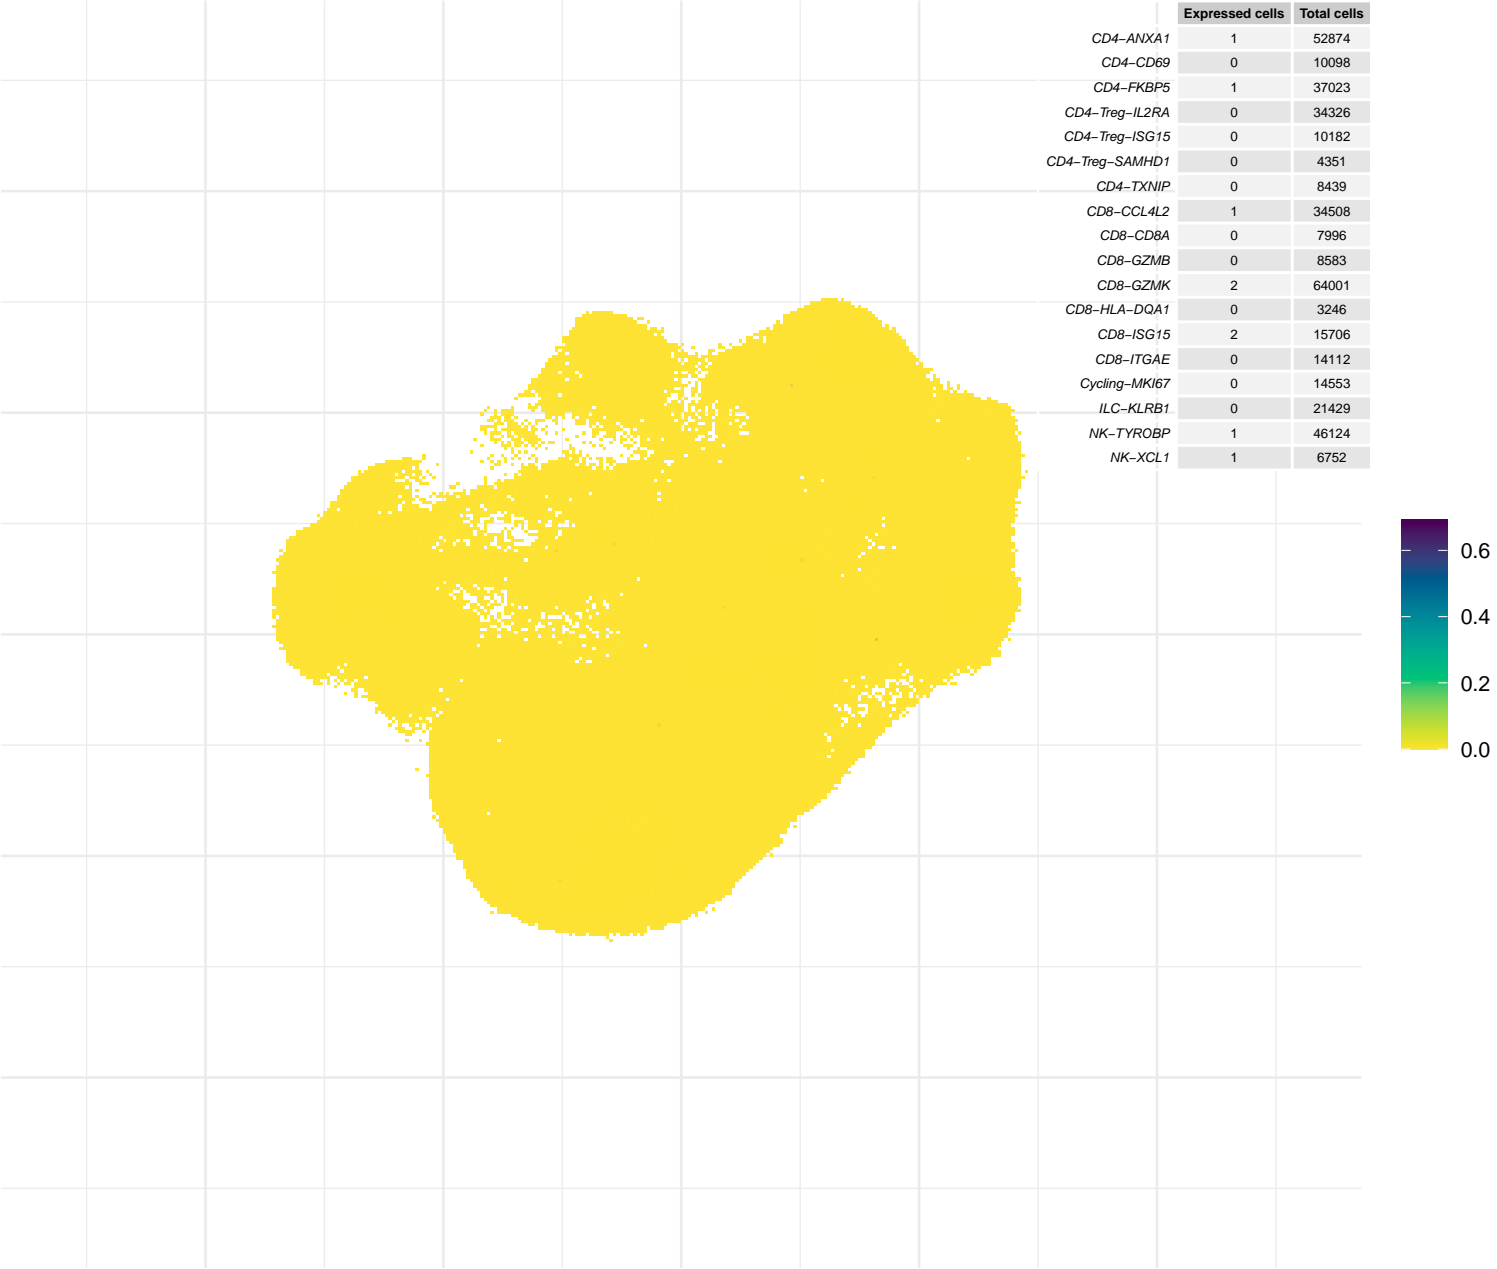 Expressed cells Total cells
CD4−ANXA1 1 52874
CD4−CD69 0 10098
CD4−FKBP5 1 37023
CD4−Treg−IL2RA 0 34326
CD4−Treg−ISG15 0 10182
CD4−Treg−SAMHD1 0 4351
CD4−TXNIP 0 8439
CD8−CCL4L2 1 34508
CD8−CD8A 0 7996
CD8−GZMB 0 8583
CD8−GZMK 2 64001
CD8−HLA−DQA1 0 3246
CD8−ISG15 2 15706
CD8−ITGAE 0 14112
Cycling−MKI67 0 14553
ILC−KLRB1 0 21429
NK−TYROBP 1 46124
NK−XCL1 1 6752
0.6
0.4
0.2
0.0